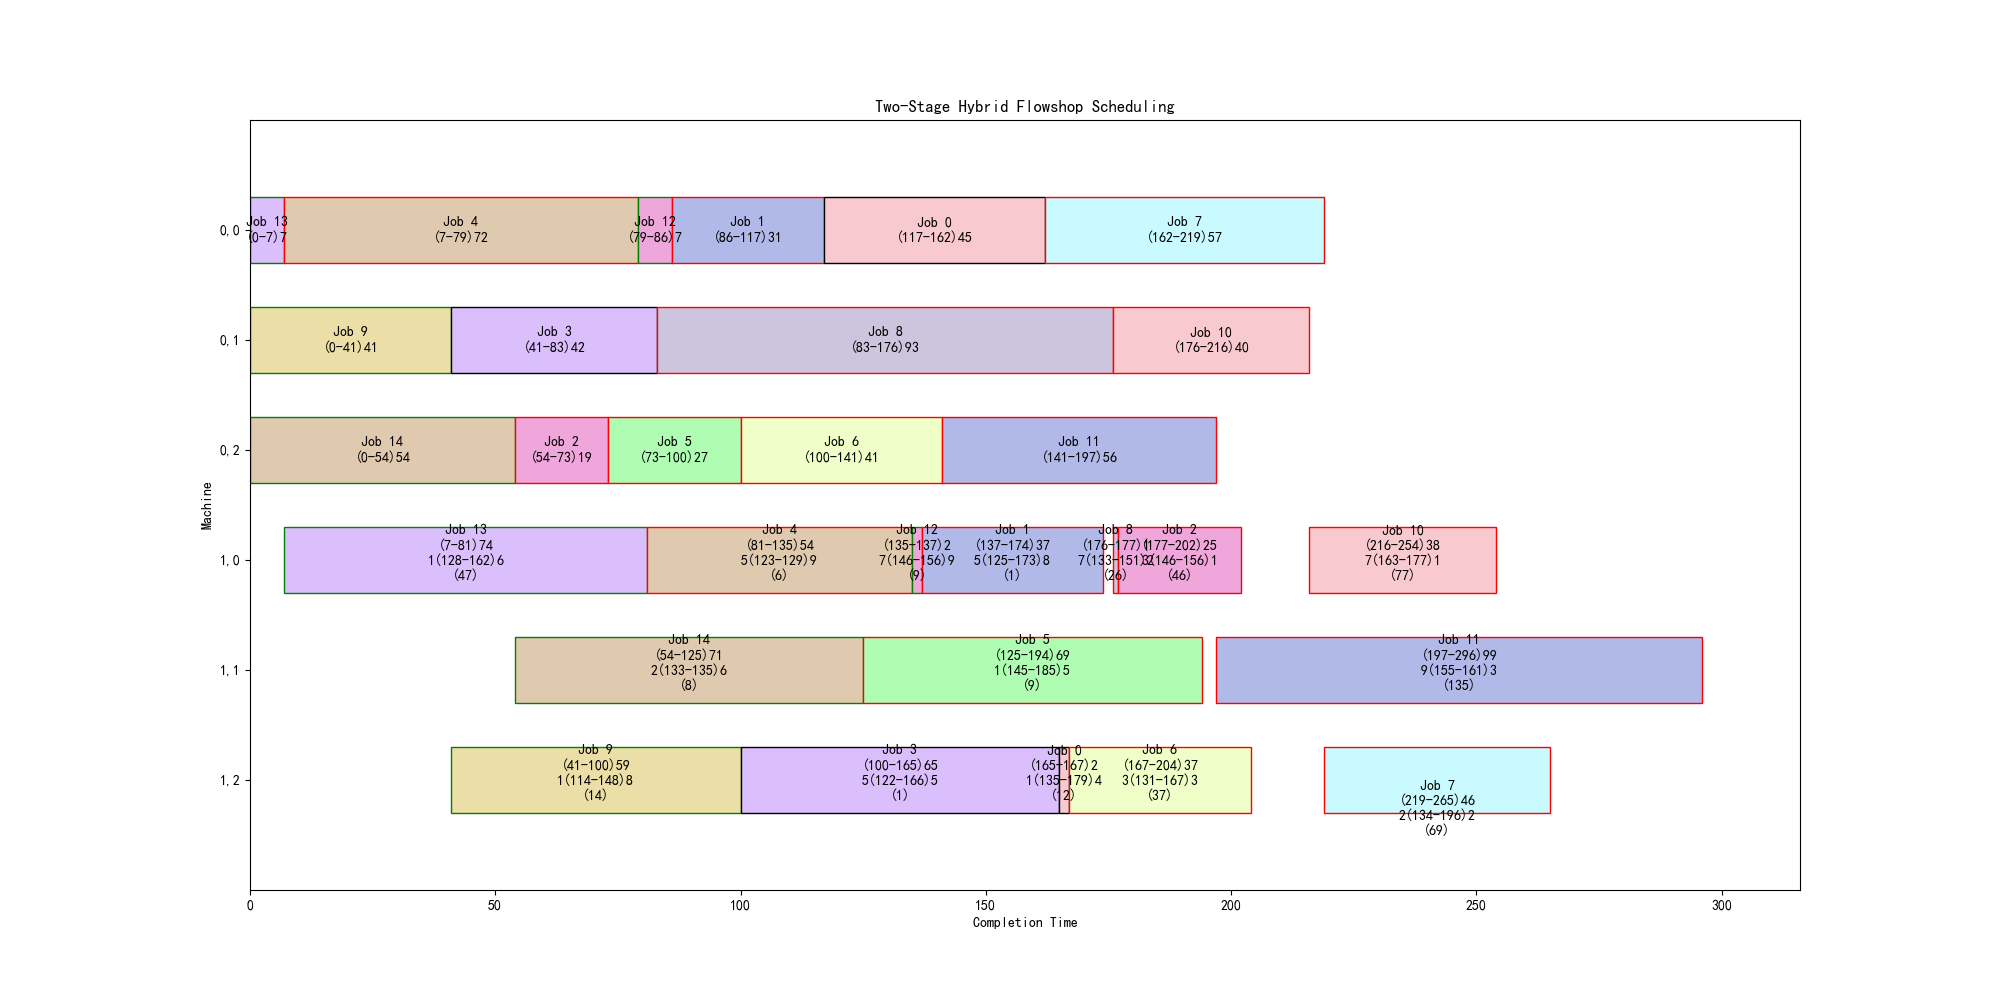 Two-Stage Hybrid Flowshop Scheduling
Machine
0,0
Job 13
(0-7)7
Job 4
(7-79)72
Job 12
(79-86)7
Job 1
(86-117)31
Job 0
(117-162)45
Job 7
(162-219)57
0,1
Job 9
(0-41)41
Job 3
(41-83)42
Job 8
(83-176)93
Job 10
(176-216)40
0,2
Job 14
(0-54)54
Job 2
(54-73)19
Job 5
(73-100)27
Job 6
(100-141)41
Job 11
(141-197)56
1,0
Job 13
(7-81)74
1(128-162)6
(47)
Job 4
(81-135)54
5(123-129)9
(6)
Job 12
(135-137)2
7(146-156)9
(9)
Job 1
(137-174)37
5(125-173)8
(1)
Job 8
(176-177)1
(26)
Job 2
(177-202)25
(46)
Job 10
(216-254)38
7(163-177)1
(77)
1,1
Job 14
(54-125)71
2(133-135)6
(8)
Job 5
(125-194)69
1(145-185)5
(9)
Job 11
(197-296)99
9(155-161)3
(135)
1,2
Job 9
(41-100)59
1(114-148)8
(14)
Job 3
(100-165)65
5(122-166)5
(1)
Job 0
(165-167)2
1(135-179)4
(12)
Job 6
(167-204)37
3(131-167)3
(37)
Job 7
(219-265)46
2(134-196)2
(69)
0
50
100
150
200
250
300
Completion Time